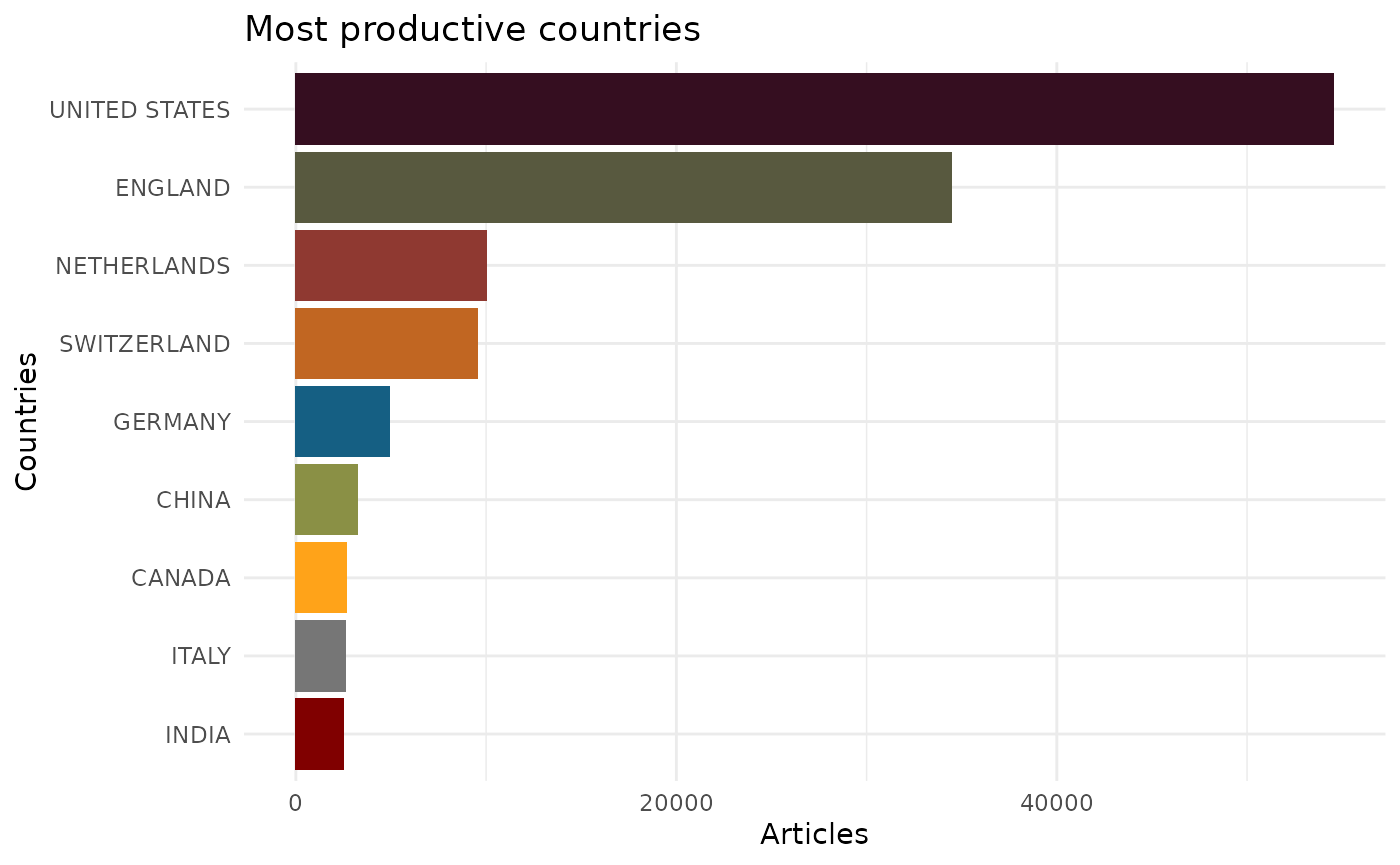 Most productive countries
UNITED STATES
ENGLAND
NETHERLANDS
SWITZERLAND
GERMANY
CHINA
CANADA
ITALY
INDIA
Countries
0 20000 40000
Articles